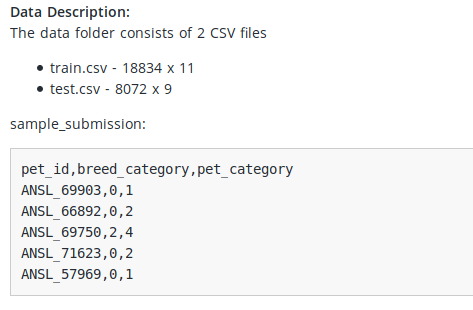 Data Description:
The data folder consists of 2 CSV files
• train.csv - 18834 x 11
• test.csv - 8072 x 9
sample_submission:
pet_id,breed_category,pet_category
ANSL_69903,0,1
ANSL_66892,0,2
ANSL_69750,2,4
ANSL_71623,0,2
ANSL_57969,0,1